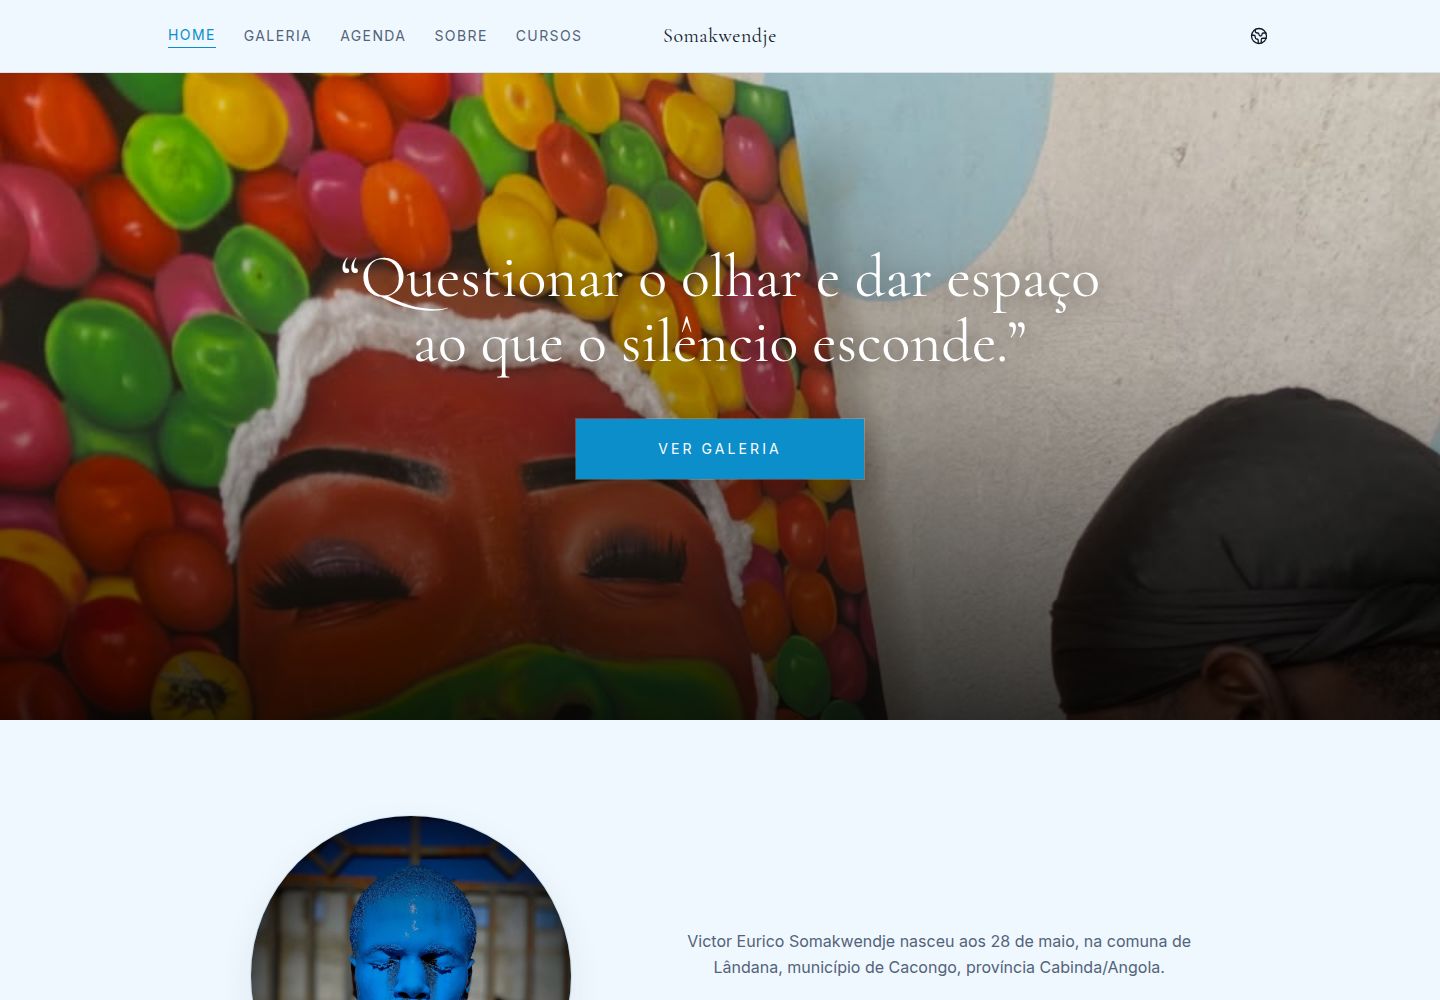 HOME GALERIA AGENDA SOBRE CURSOS Somakwendje
“Questionar o olhar e dar espaço
ao que o silêncio esconde.”
VER GALERIA
Victor Eurico Somakwendje nasceu aos 28 de maio, na comuna de
Lândana, município de Cacongo, província Cabinda/Angola.